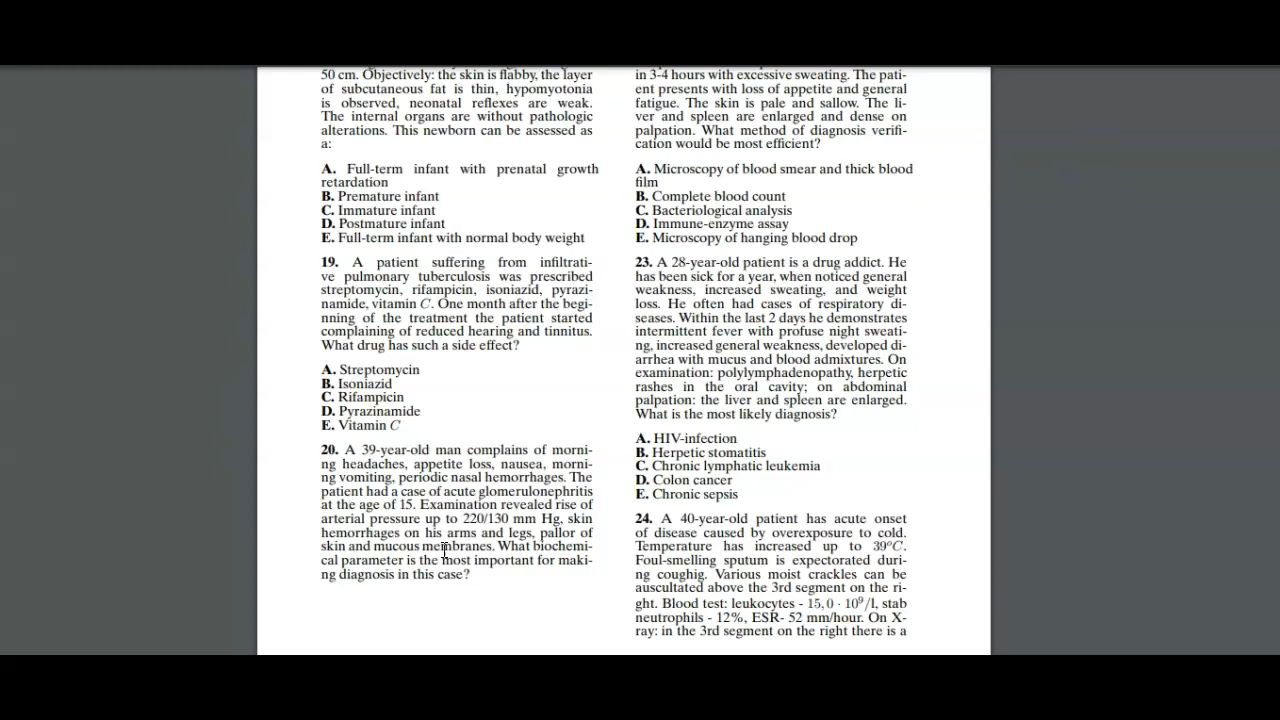 50 cm. Objectively: the skin is flabby, the layer
of subcutaneous fat is thin, hypomyotonia
is observed, neonatal reflexes are weak.
The internal organs are without pathologic
alterations. This newborn can be assessed as
a:
A. Full-term infant with prenatal growth
retardation
B. Premature infant
C. Immature infant
D. Postmature infant
E. Full-term infant with normal body weight
19. A patient suffering from infiltrati-
ve pulmonary tuberculosis was prescribed
streptomycin, rifampicin, isoniazid, pyrazi-
namide, vitamin C. One month after the begi-
nning of the treatment the patient started
complaining of reduced hearing and tinnitus.
What drug has such a side effect?
A. Streptomycin
B. Isoniazid
C. Rifampicin
D. Pyrazinamide
E. Vitamin C
20. A 39-year-old man complains of morni-
ng headaches, appetite loss, nausea, morni-
ng vomiting, periodic nasal hemorrhages. The
patient had a case of acute glomerulonephritis
at the age of 15. Examination revealed rise of
arterial pressure up to 220/130 mm Hg, skin
hemorrhages on his arms and legs, pallor of
skin and mucous membranes. What biochemi-
cal parameter is the most important for maki-
ng diagnosis in this case?
in 3-4 hours with excessive sweating. The pati-
ent presents with loss of appetite and general
fatigue. The skin is pale and sallow. The li-
ver and spleen are enlarged and dense on
palpation. What method of diagnosis verifi-
cation would be most efficient?
A. Microscopy of blood smear and thick blood
film
B. Complete blood count
C. Bacteriological analysis
D. Immune-enzyme assay
E. Microscopy of hanging blood drop
23. A 28-year-old patient is a drug addict. He
has been sick for a year, when noticed general
weakness, increased sweating, and weight
loss. He often had cases of respiratory di-
seases. Within the last 2 days he demonstrates
intermittent fever with profuse night sweati-
ng, increased general weakness, developed di-
arrhea with mucus and blood admixtures. On
examination: polylymphadenopathy, herpetic
rashes in the oral cavity; on abdominal
palpation: the liver and spleen are enlarged.
What is the most likely diagnosis?
A. HIV-infection
B. Herpetic stomatitis
C. Chronic lymphatic leukemia
D. Colon cancer
E. Chronic sepsis
24. A 40-year-old patient has acute onset
of disease caused by overexposure to cold.
Temperature has increased up to 39°C.
Foul-smelling sputum is expectorated duri-
ng coughig. Various moist crackles can be
auscultated above the 3rd segment on the ri-
ght. Blood test: leukocytes - 15,0 · 10⁹/l, stab
neutrophils - 12%, ESR- 52 mm/hour. On X-
ray: in the 3rd segment on the right there is a